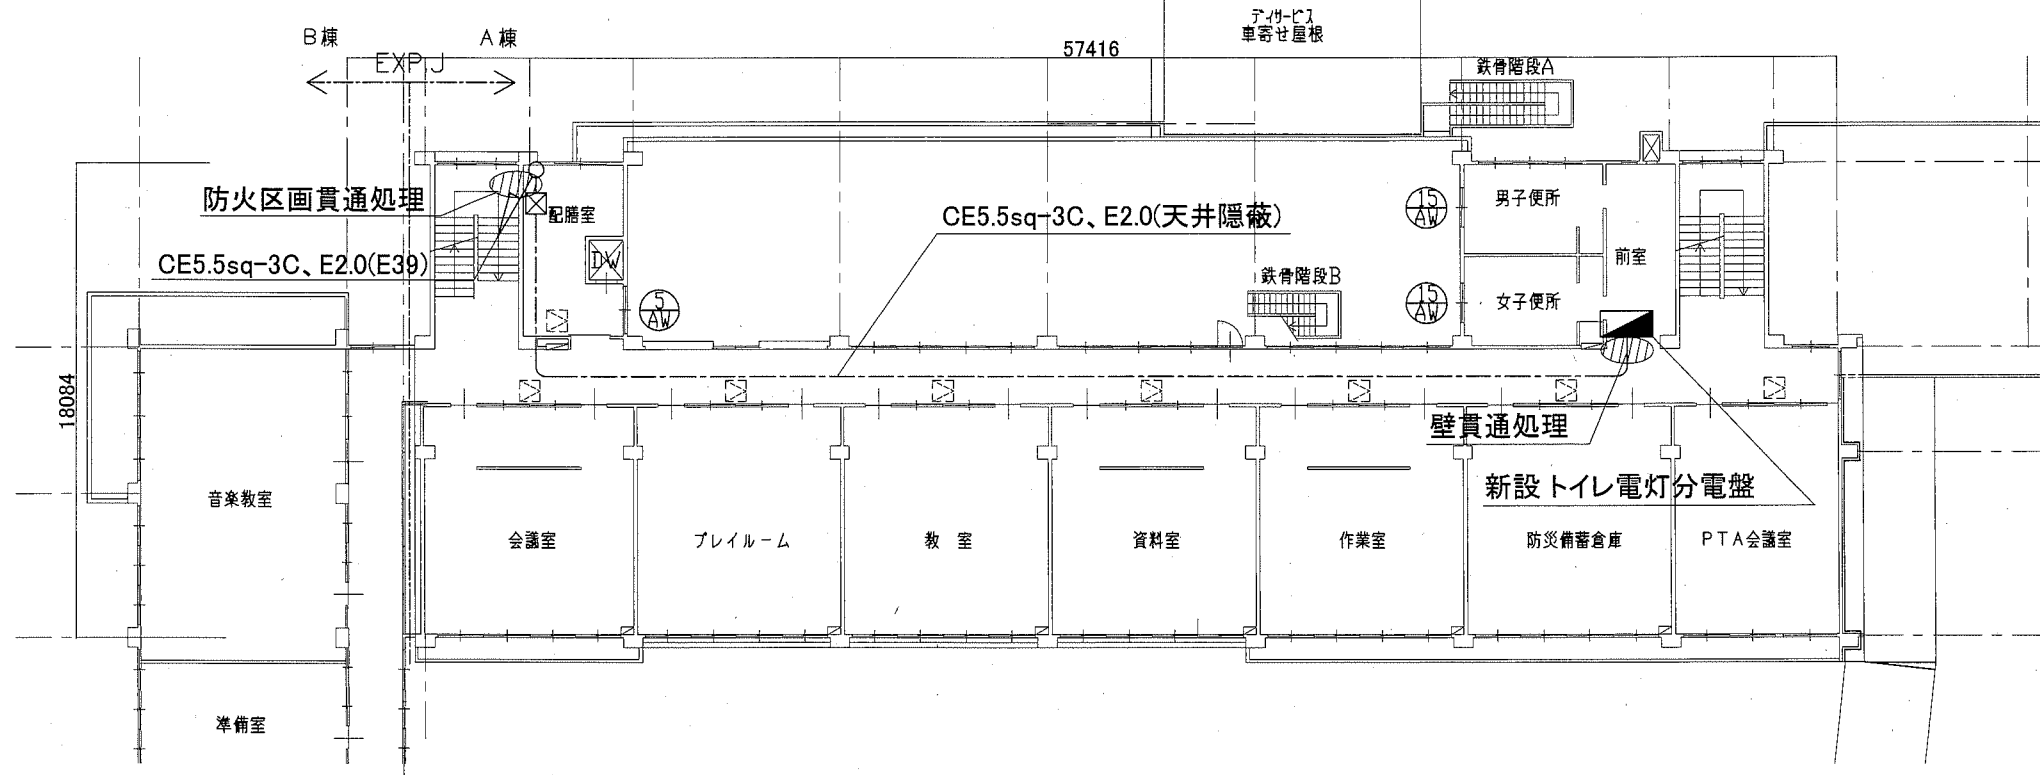 デイサービス
車寄せ屋根
B棟
A棟
EXP.J
57416
鉄骨階段A
防火区画貫通処理
配膳室
CE5.5sq-3C、E2.0(天井隠蔽)
15
AW
男子便所
前室
CE5.5sq-3C、E2.0(E39)
DW
鉄骨階段B
5
AW
15
AW
女子便所
18084
壁貫通処理
新設トイレ電灯分電盤
音楽教室
会議室
プレイルーム
教 室
資料室
作業室
防災備蓄倉庫
PTA会議室
準備室